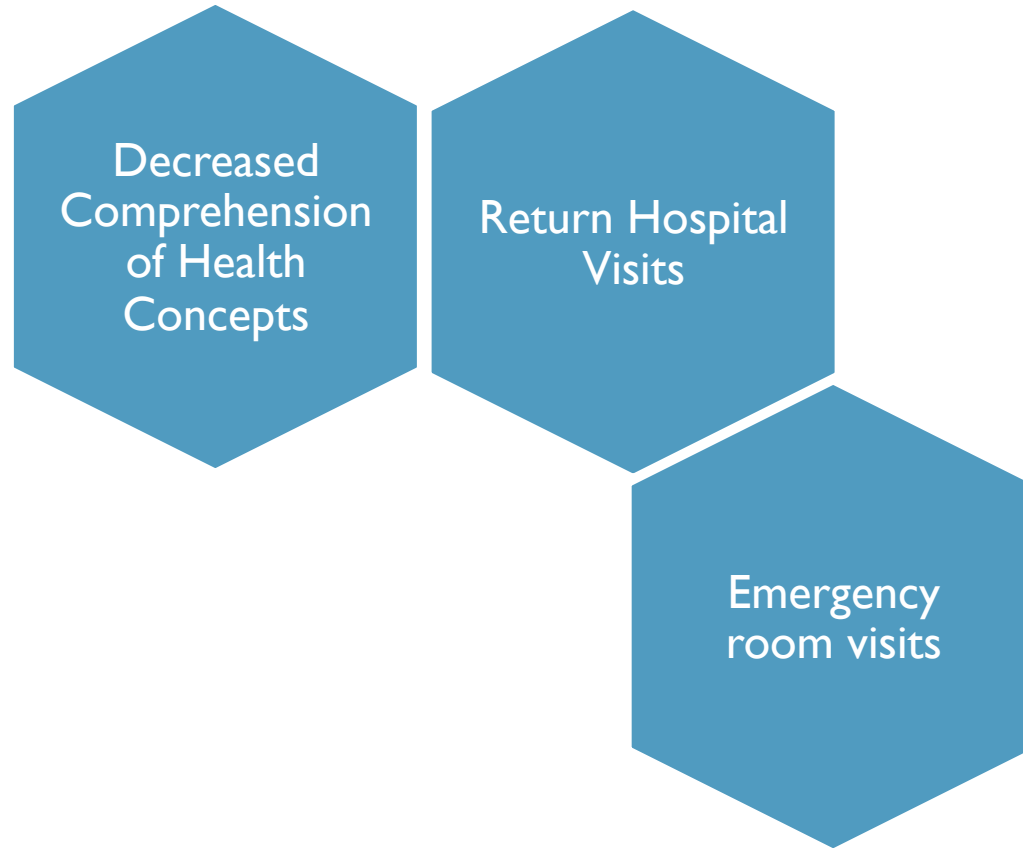 Decreased
Comprehension
of Health
Concepts
Return Hospital
Visits
Emergency
room visits